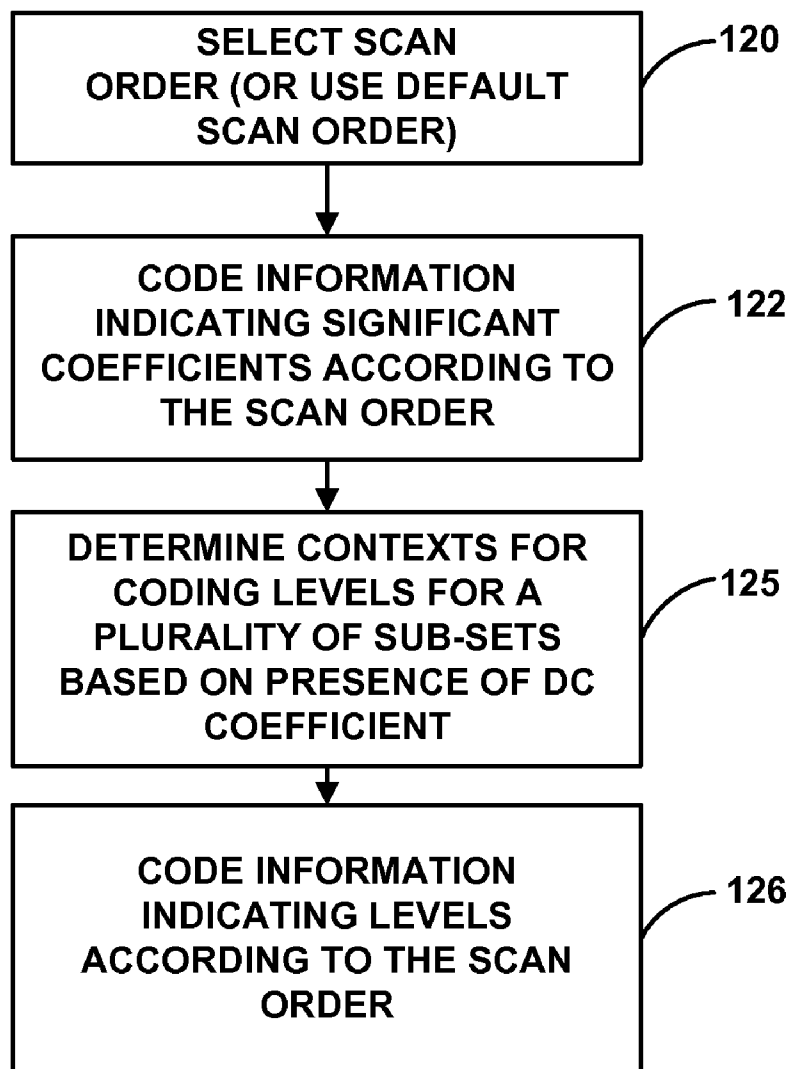 SELECT SCAN
ORDER (OR USE DEFAULT
SCAN ORDER)
120
CODE INFORMATION
INDICATING SIGNIFICANT
COEFFICIENTS ACCORDING TO
THE SCAN ORDER
122
DETERMINE CONTEXTS FOR
CODING LEVELS FOR A
PLURALITY OF SUB-SETS
BASED ON PRESENCE OF DC
COEFFICIENT
125
CODE INFORMATION
INDICATING LEVELS
ACCORDING TO THE SCAN
ORDER
126